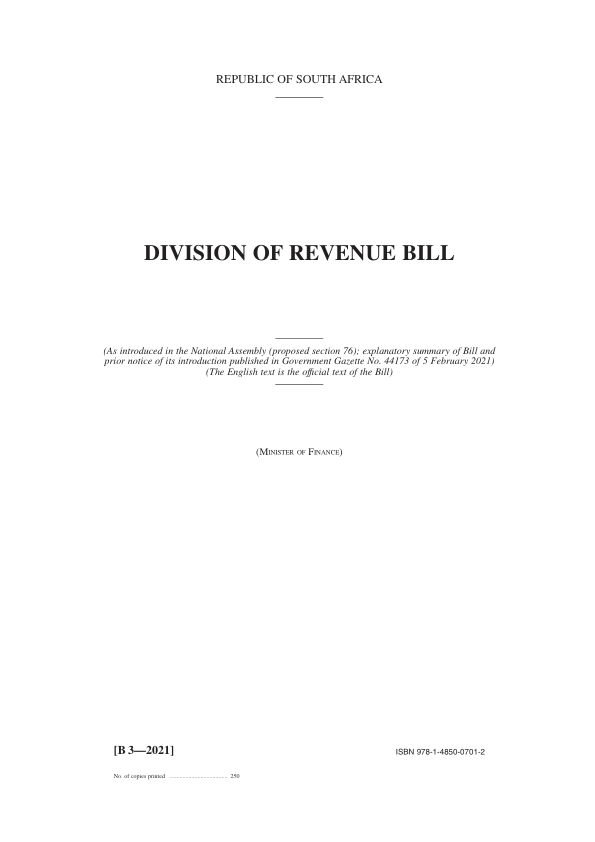 REPUBLIC OF SOUTH AFRICA
DIVISION OF REVENUE BILL
(As introduced in the National Assembly (proposed section 76); explanatory summary of Bill and
prior notice of its introduction published in Government Gazette No. 44173 of 5 February 2021)
(The English text is the official text of the Bill)
(Minister of Finance)
[B 3—2021]
ISBN 978-1-4850-0701-2
No. of copies printed ........................................ 250